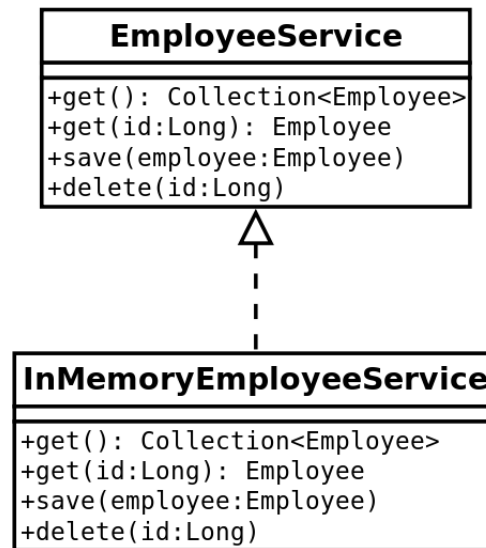 EmployeeService
+get(): Collection<Employee>
+get(id:Long): Employee
+save(employee:Employee)
+delete(id:Long)
InMemoryEmployeeService
+get(): Collection<Employee>
+get(id:Long): Employee
+save(employee:Employee)
+delete(id:Long)